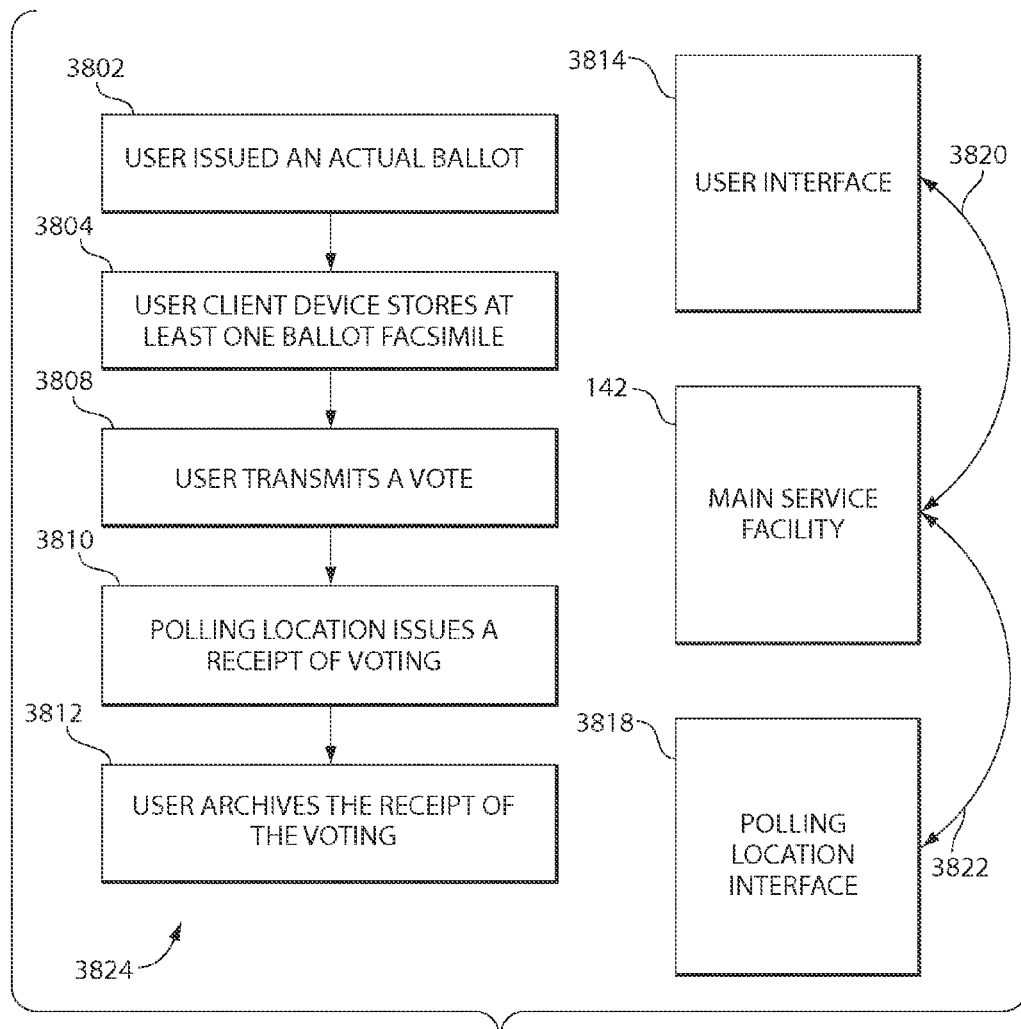 3802
USER ISSUED AN ACTUAL BALLOT
3804
USER CLIENT DEVICE STORES AT
LEAST ONE BALLOT FACSIMILE
3808
USER TRANSMITS A VOTE
3810
POLLING LOCATION ISSUES A
RECEIPT OF VOTING
3812
USER ARCHIVES THE RECEIPT OF
THE VOTING
3824
3814
USER INTERFACE
3820
142
MAIN SERVICE
FACILITY
3818
POLLING
LOCATION
INTERFACE
3822